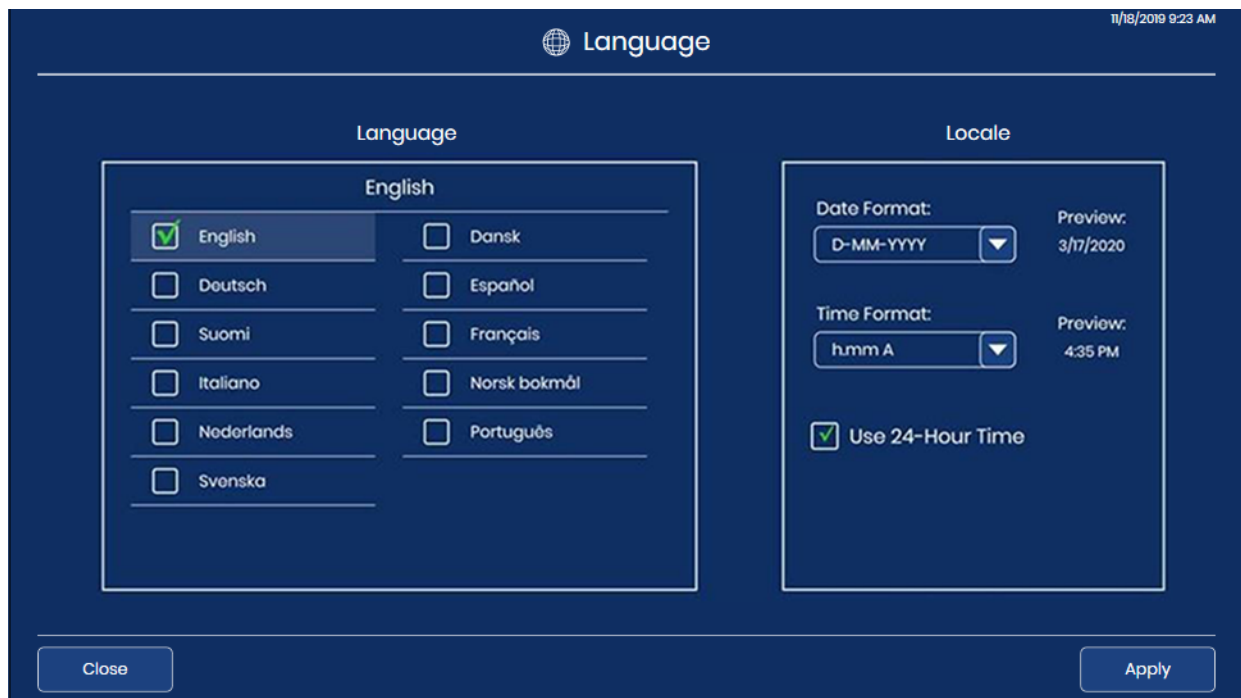 11/18/2019 9:23 AM
Language
Language
English
English
Dansk
Deutsch
Español
Suomi
Français
Italiano
Norsk bokmål
Nederlands
Português
Svenska
Locale
Date Format:
Preview:
D-MM-YYYY
3/17/2020
Time Format:
Preview:
h.mm A
4:35 PM
Use 24-Hour Time
Close
Apply